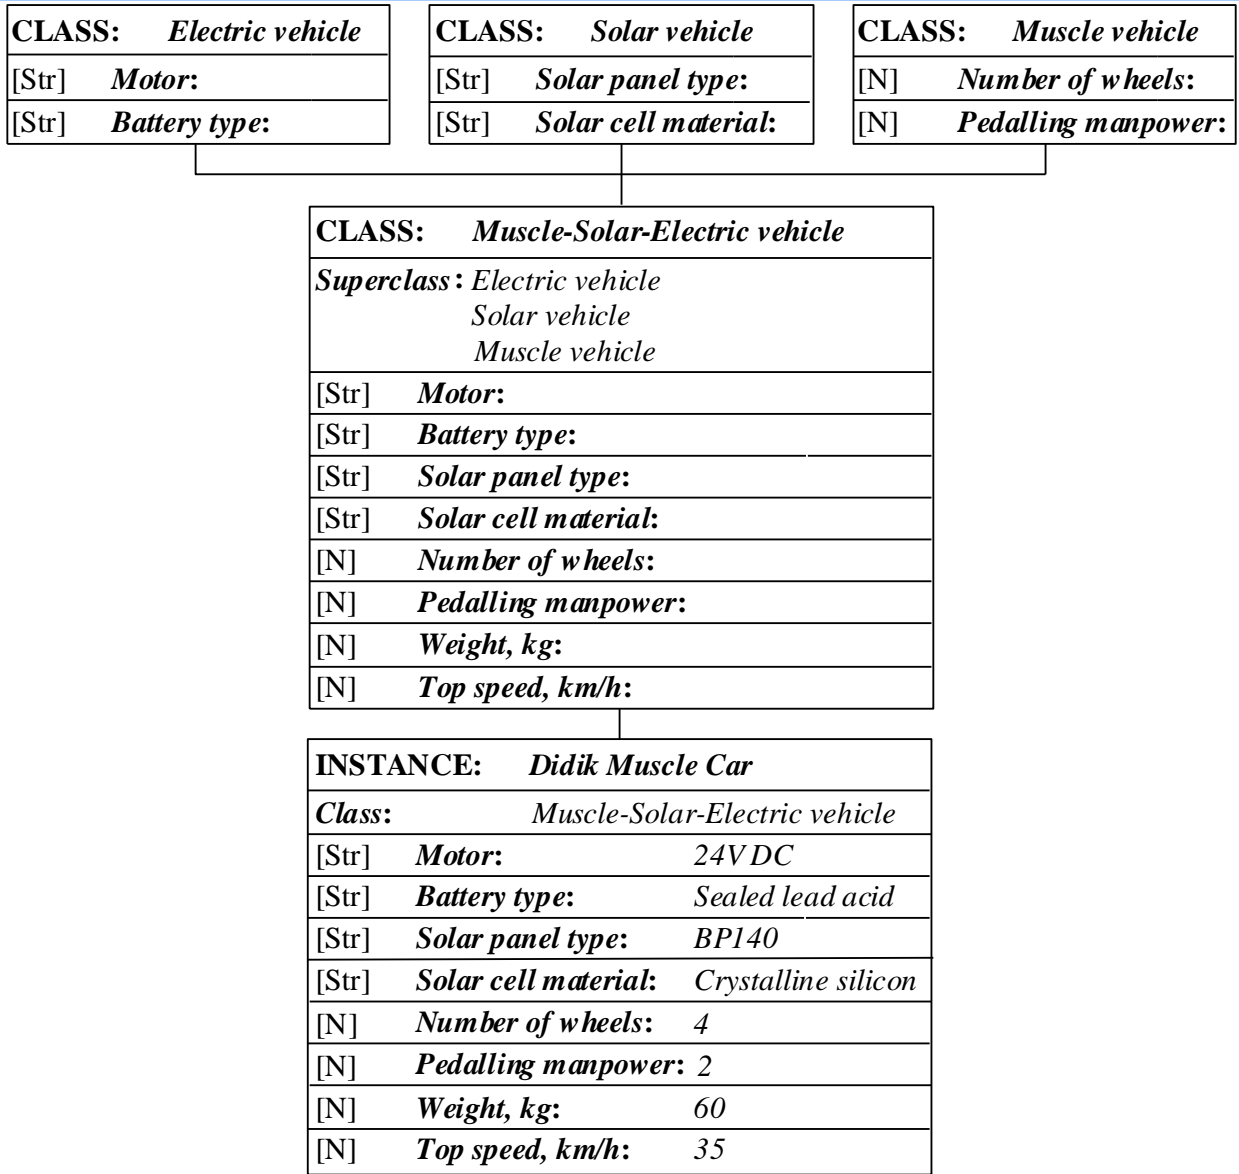 CLASS: Electric vehicle
[Str] Motor:
[Str] Battery type:
CLASS: Solar vehicle
[Str] Solar panel type:
[Str] Solar cell material:
CLASS: Muscle vehicle
[N] Number of wheels:
[N] Pedalling manpower:
CLASS: Muscle-Solar-Electric vehicle
Superclass: Electric vehicle
Solar vehicle
Muscle vehicle
[Str] Motor:
[Str] Battery type:
[Str] Solar panel type:
[Str] Solar cell material:
[N] Number of wheels:
[N] Pedalling manpower:
[N] Weight, kg:
[N] Top speed, km/h:
INSTANCE: Didik Muscle Car
Class: Muscle-Solar-Electric vehicle
[Str] Motor: 24V DC
[Str] Battery type: Sealed lead acid
[Str] Solar panel type: BP140
[Str] Solar cell material: Crystalline silicon
[N] Number of wheels: 4
[N] Pedalling manpower: 2
[N] Weight, kg: 60
[N] Top speed, km/h: 35